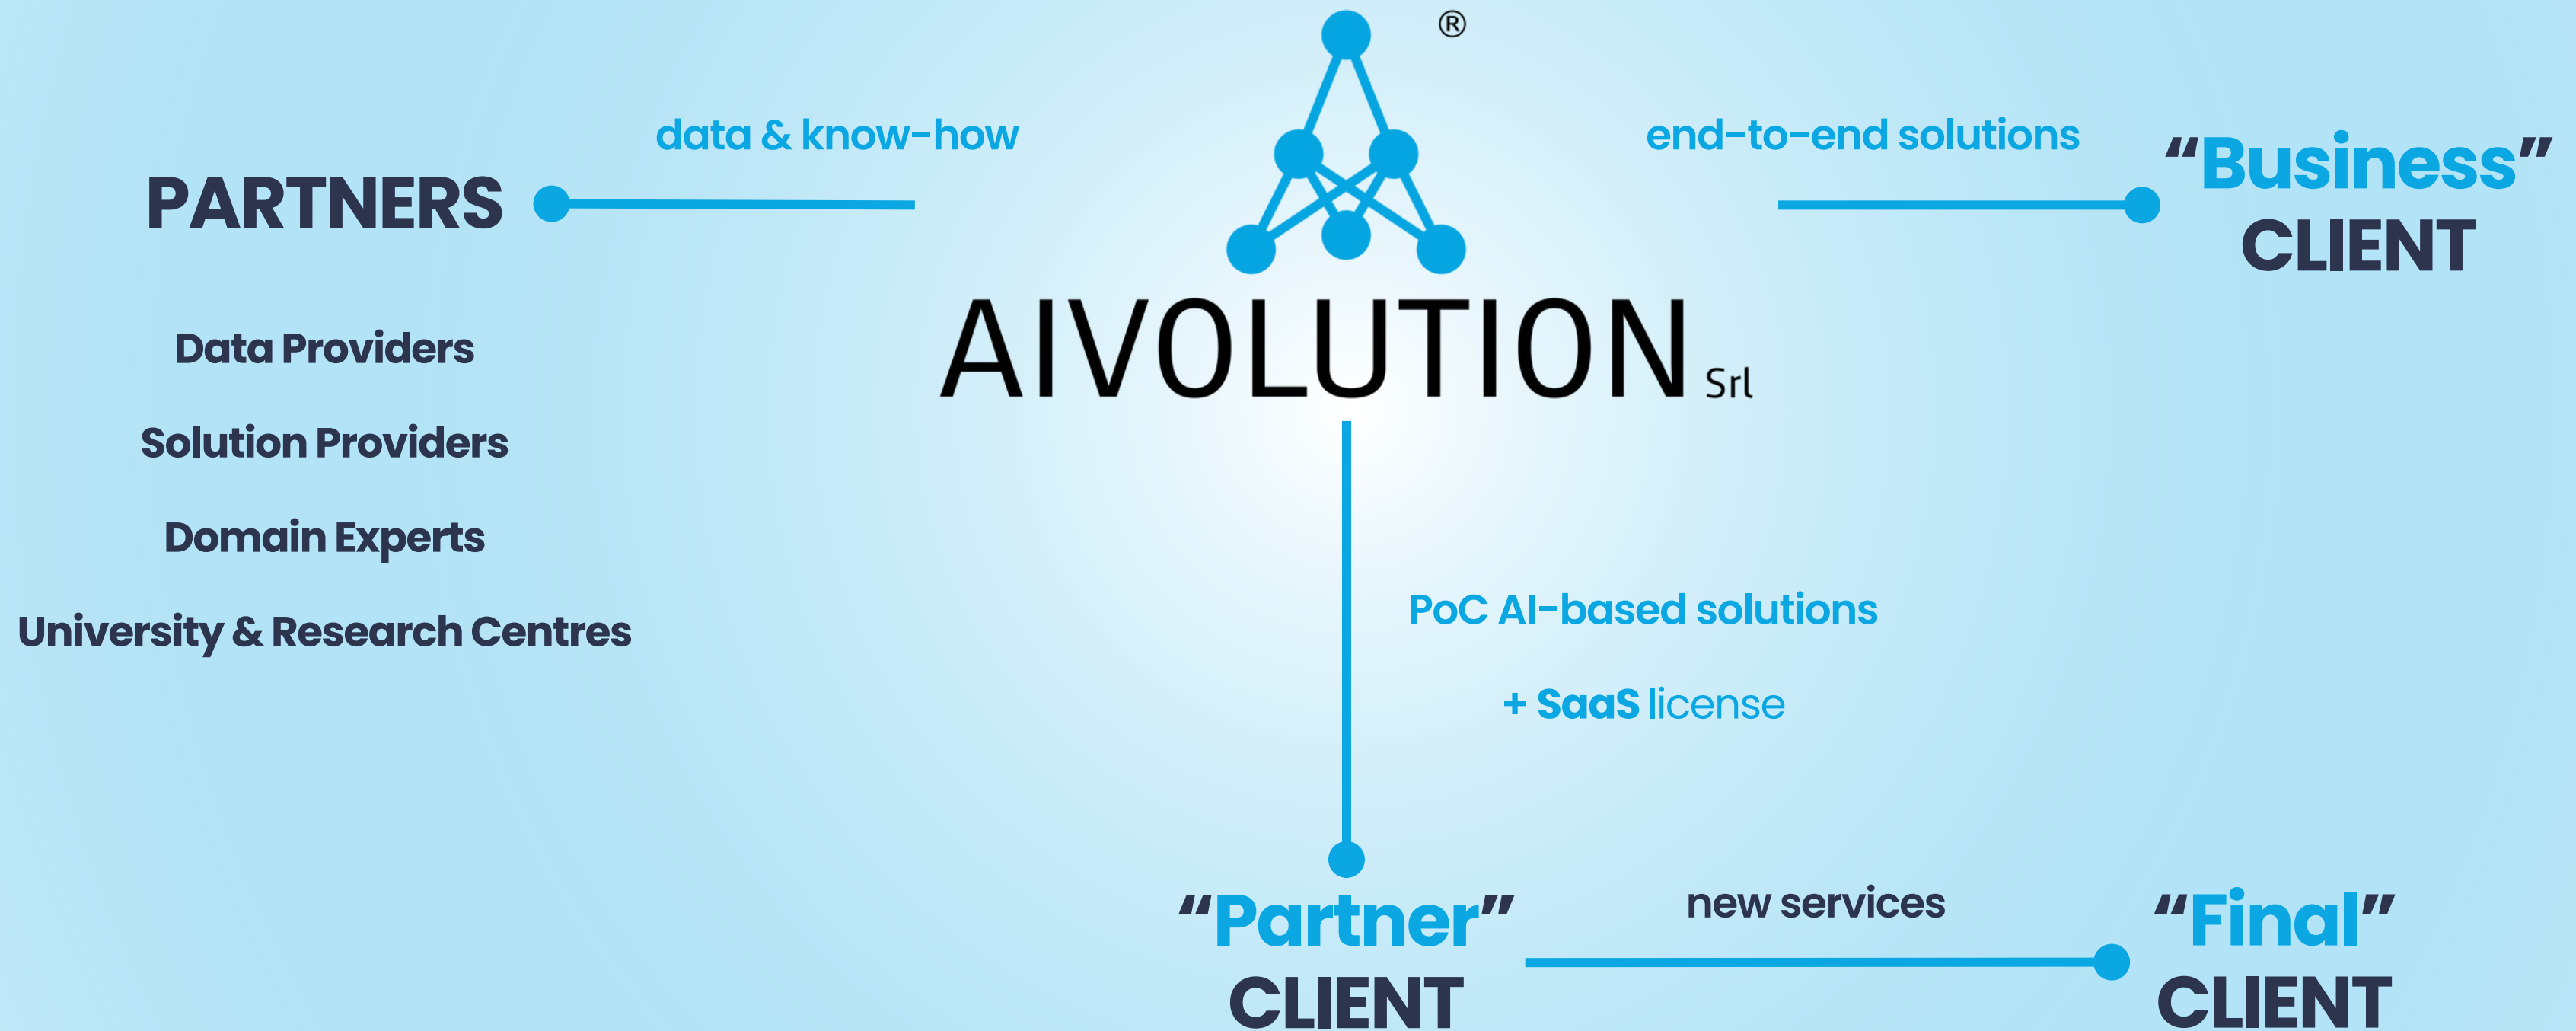 ®
data & know-how
end-to-end solutions
PARTNERS
“Business”
CLIENT
AIVOLUTION Srl
Data Providers
Solution Providers
Domain Experts
University & Research Centres
PoC AI-based solutions
+ SaaS license
“Partner”
CLIENT
new services
“Final”
CLIENT